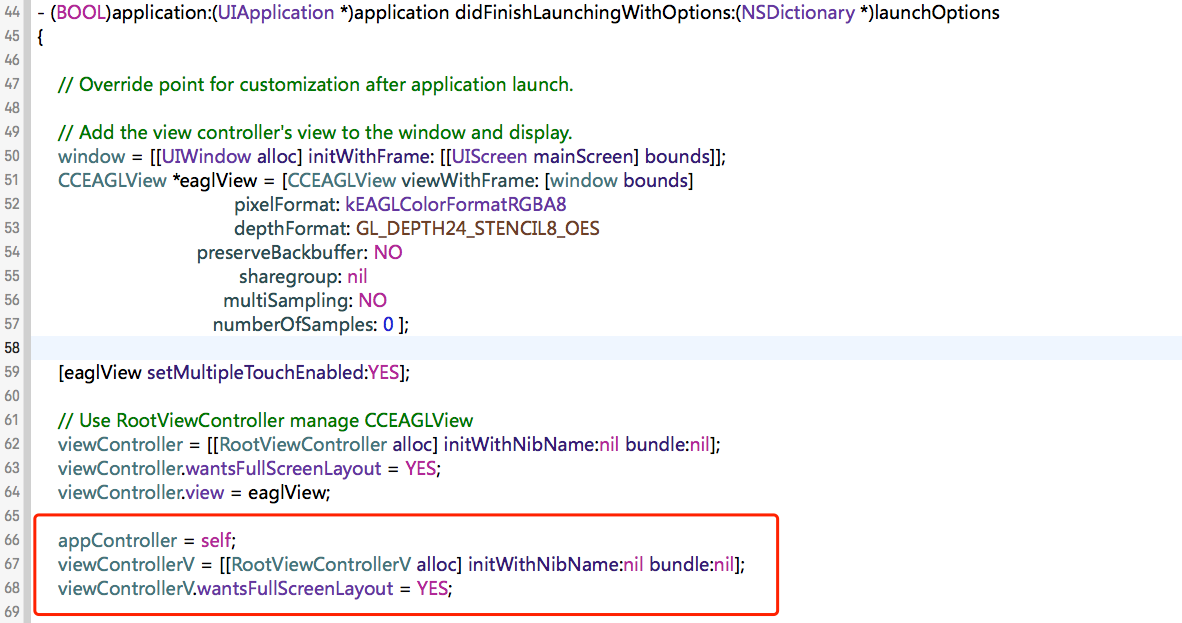 44 - (BOOL)application:(UIApplication *)application didFinishLaunchingWithOptions:(NSDictionary *)launchOptions
45 {
46
47 // Override point for customization after application launch.
48
49 // Add the view controller's view to the window and display.
50 window = [[UIWindow alloc] initWithFrame: [[UIScreen mainScreen] bounds]];
51 CCEAGLView *eaglView = [CCEAGLView viewWithFrame: [window bounds]
52 pixelFormat: kEAGLColorFormatRGBA8
53 depthFormat: GL_DEPTH24_STENCIL8_OES
54 preserveBackbuffer: NO
55 sharegroup: nil
56 multiSampling: NO
57 numberOfSamples: 0 ];
58
59 [eaglView setMultipleTouchEnabled:YES];
60
61 // Use RootViewController manage CCEAGLView
62 viewController = [[RootViewController alloc] initWithNibName:nil bundle:nil];
63 viewController.wantsFullScreenLayout = YES;
64 viewController.view = eaglView;
65
66 appController = self;
67 viewControllerV = [[RootViewControllerV alloc] initWithNibName:nil bundle:nil];
68 viewControllerV.wantsFullScreenLayout = YES;
69